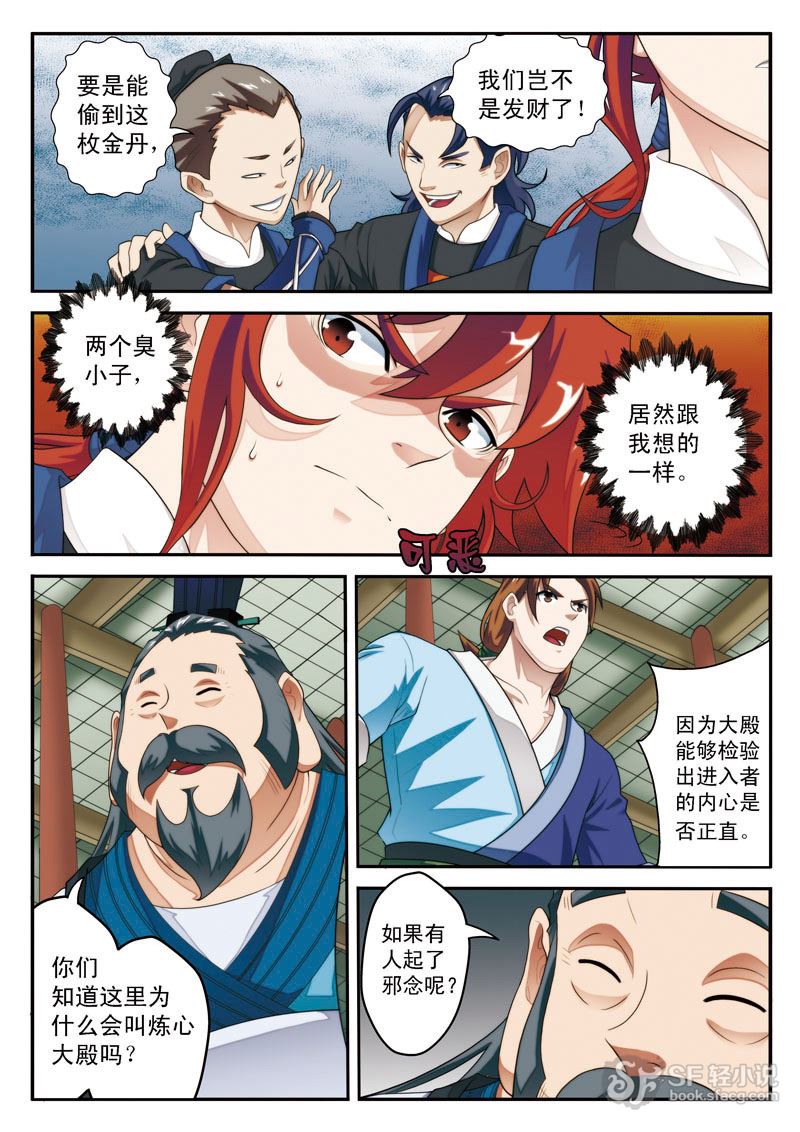 要是能
偷到这
枚金丹，
我们岂不
是发财了！
两个臭
小子，
居然跟
我想的
一样。
可恶
你们
知道这里为
什么会叫炼心
大殿吗？
因为大殿
能够检验
出进入者
的内心是
否正直。
如果有
人起了
邪念呢？
SF轻小说
book.sfacg.com